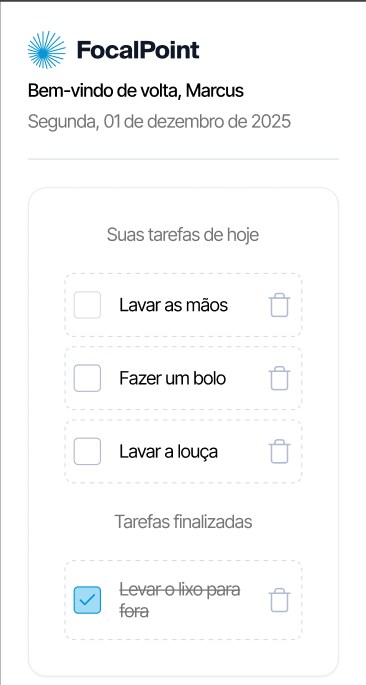 FocalPoint
Bem-vindo de volta, Marcus
Segunda, 01 de dezembro de 2025
Suas tarefas de hoje
Lavar as mãos
Fazer um bolo
Lavar a louça
Tarefas finalizadas
Levar o lixo para
fora